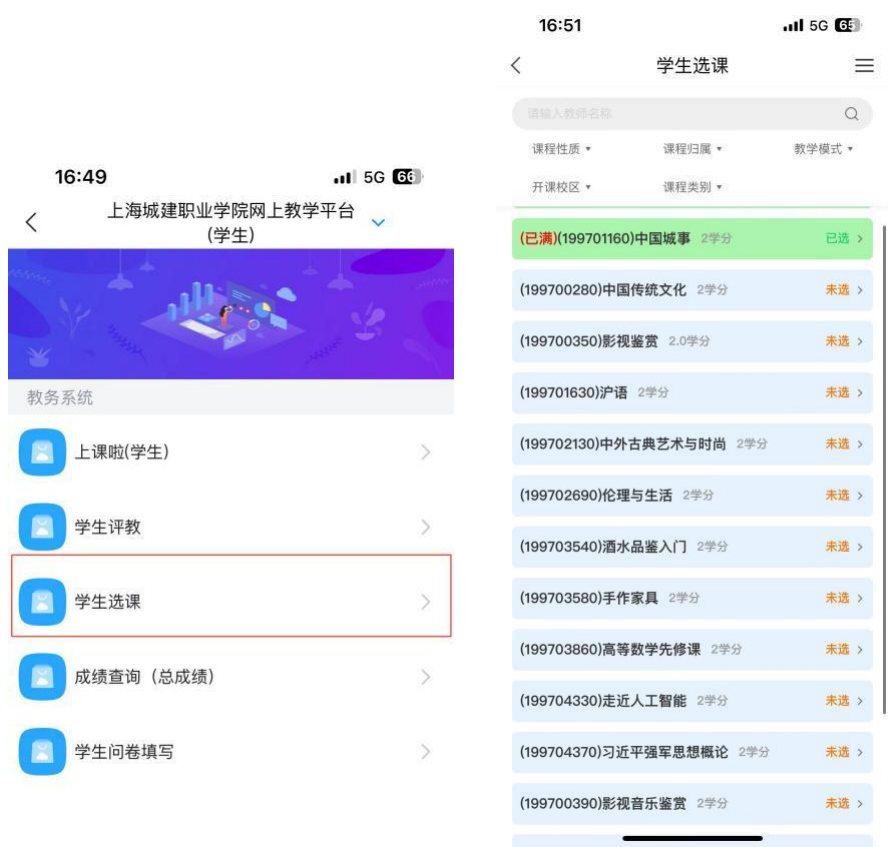 16:49
5G 66
上海城建职业学院网上教学平台
(学生)
教务系统
上课啦(学生)
学生评教
学生选课
成绩查询（总成绩）
学生问卷填写
16:51
5G 65
学生选课
请输入教师名称
课程性质 课程归属 教学模式
开课校区 课程类别
(已满)(199701160)中国城事 2学分 已选
(199700280)中国传统文化 2学分 未选
(199700350)影视鉴赏 2.0学分 未选
(199701630)沪语 2学分 未选
(199702130)中外古典艺术与时尚 2学分 未选
(199702690)伦理与生活 2学分 未选
(199703540)酒水品鉴入门 2学分 未选
(199703580)手作家具 2学分 未选
(199703860)高等数学先修课 2学分 未选
(199704330)走近人工智能 2学分 未选
(199704370)习近平强军思想概论 2学分 未选
(199700390)影视音乐鉴赏 2学分 未选